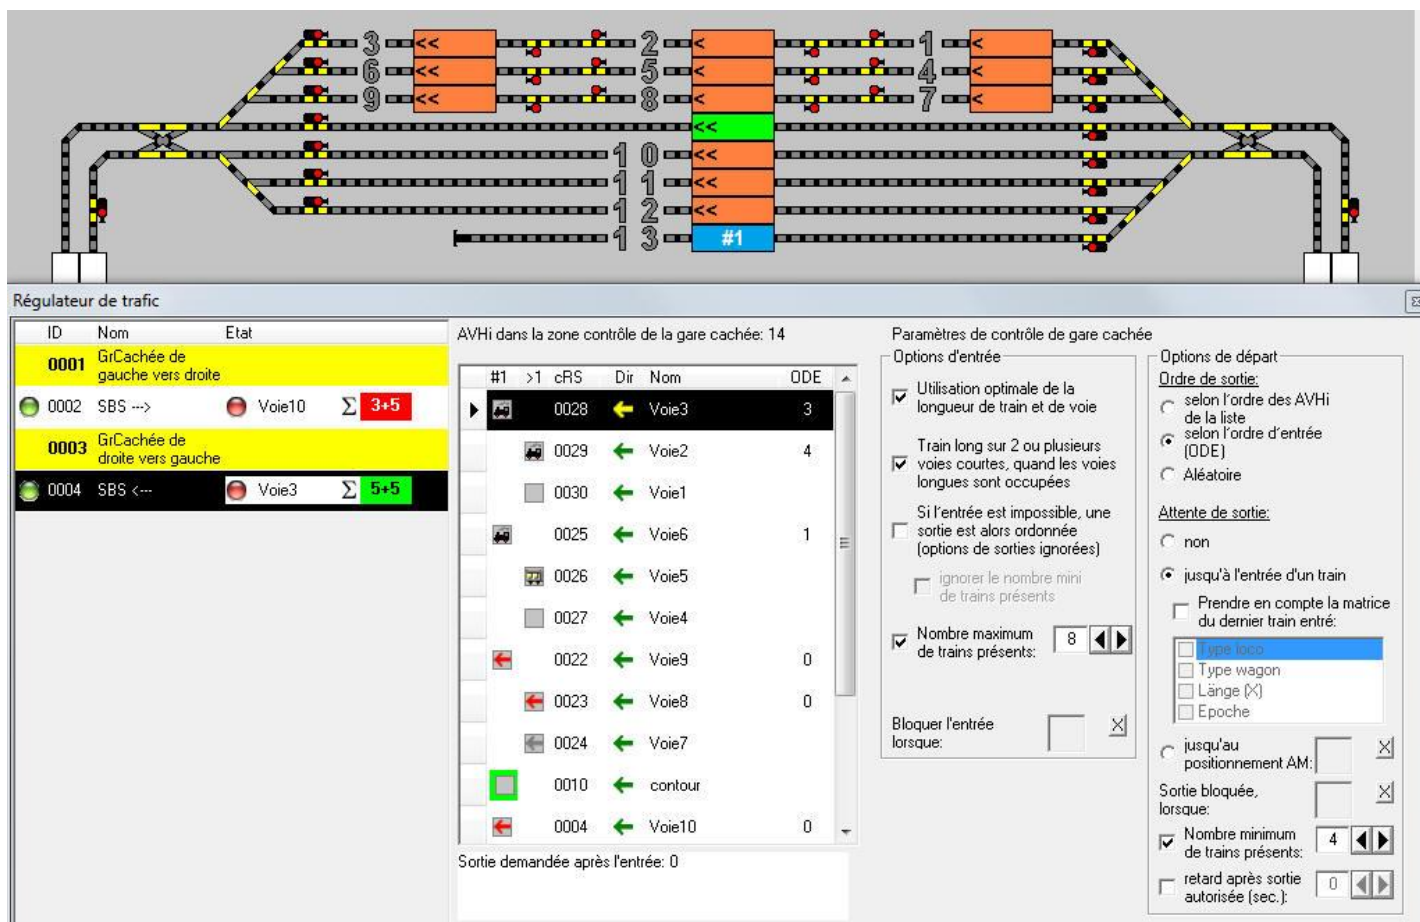 3 << 2 < 1 <
6 << 5 < 4 <
9 << 8 < 7 <
<<
1 0 <<
1 1 <<
1 2 <<
1 3 #1
Régulateur de trafic
ID Nom Etat
0001 GrCachée de
gauche vers droite
0002 SBS ---> Voie10 Σ 3+5
0003 GrCachée de
droite vers gauche
0004 SBS <--- Voie3 Σ 5+5
AVHi dans la zone contrôle de la gare cachée: 14
#1 >1 cRS Dir Nom ODE
0028 Voie3 3
0029 Voie2 4
0030 Voie1
0025 Voie6 1
0026 Voie5
0027 Voie4
0022 Voie9 0
0023 Voie8 0
0024 Voie7
0010 contour
0004 Voie10 0
Sortie demandée après l'entrée: 0
Paramètres de contrôle de gare cachée
Options d'entrée
Utilisation optimale de la
longueur de train et de voie
Train long sur 2 ou plusieurs
voies courtes, quand les voies
longues sont occupées
Si l'entrée est impossible, une
sortie est alors ordonnée
(options de sorties ignorées)
ignorer le nombre mini
de trains présents
Nombre maximum
de trains présents: 8
Bloquer l'entrée
lorsque: X
Options de départ
Ordre de sortie:
selon l'ordre des AVHi
de la liste
selon l'ordre d'entrée
(ODE)
Aléatoire
Attente de sortie:
non
jusqu'à l'entrée d'un train
Prendre en compte la matrice
du dernier train entré:
Type loco
Type wagon
Länge (X)
Epoche
jusqu'au
positionnement AM: X
Sortie bloquée,
lorsque: X
Nombre minimum
de trains présents: 4
retard après sortie
autorisée (sec.): 0